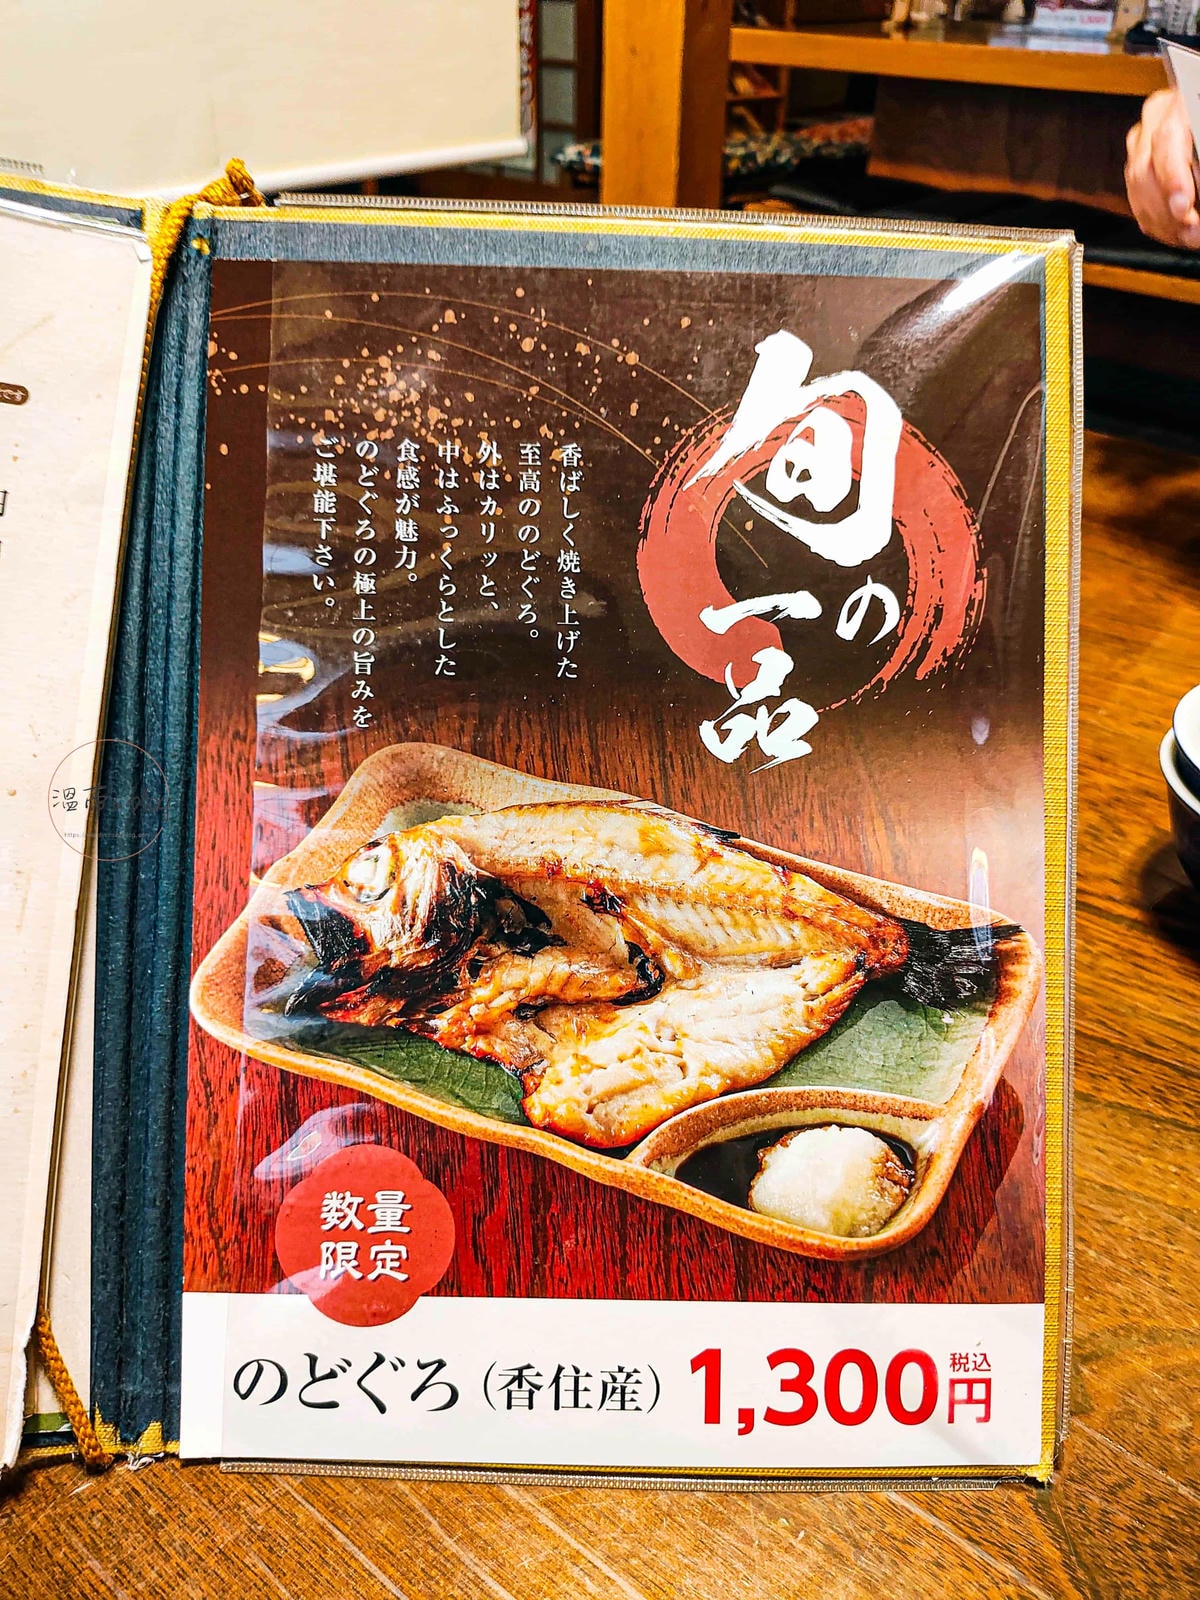 旬の
一品
香ばしく焼き上げた
至高ののどぐろ。
外はカリッと、
中はふっくらとした
食感が魅力。
のどぐろの極上の旨みを
ご堪能下さい。
数量
限定
のどぐろ（香住産）1,300円 税込